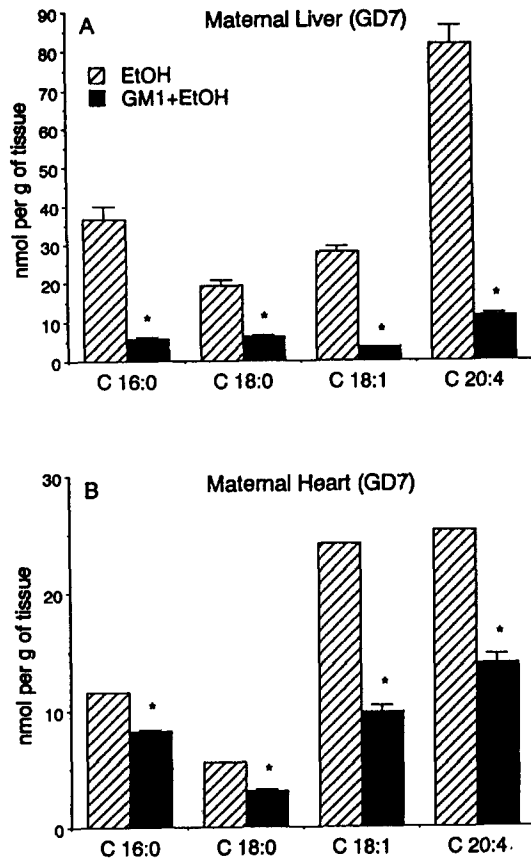 A
Maternal Liver (GD7)
EtOH
GM1+EtOH
nmol per g of tissue
90
80
70
60
50
40
30
20
10
0
*
*
*
*
C 16:0 C 18:0 C 18:1 C 20:4
B
Maternal Heart (GD7)
nmol per g of tissue
30
20
10
0
*
*
*
*
C 16:0 C 18:0 C 18:1 C 20:4